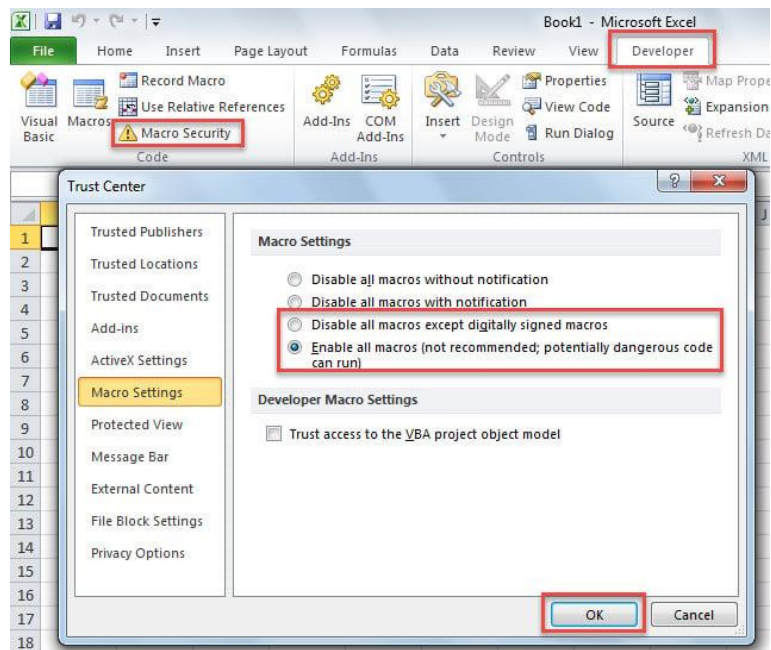 Book1 - Microsoft Excel
File Home Insert Page Layout Formulas Data Review View Developer
Visual Basic
Macros
Record Macro
Use Relative References
Macro Security
Code
Add-Ins
COM Add-Ins
Add-Ins
Insert
Design Mode
Properties
View Code
Run Dialog
Controls
Source
Map Prope
Expansion
Refresh Da
XML
J
Trust Center
Trusted Publishers
Trusted Locations
Trusted Documents
Add-ins
ActiveX Settings
Macro Settings
Protected View
Message Bar
External Content
File Block Settings
Privacy Options
Macro Settings
Disable all macros without notification
Disable all macros with notification
Disable all macros except digitally signed macros
Enable all macros (not recommended; potentially dangerous code
can run)
Developer Macro Settings
Trust access to the VBA project object model
OK Cancel
1
2
3
4
5
6
7
8
9
10
11
12
13
14
15
16
17
18